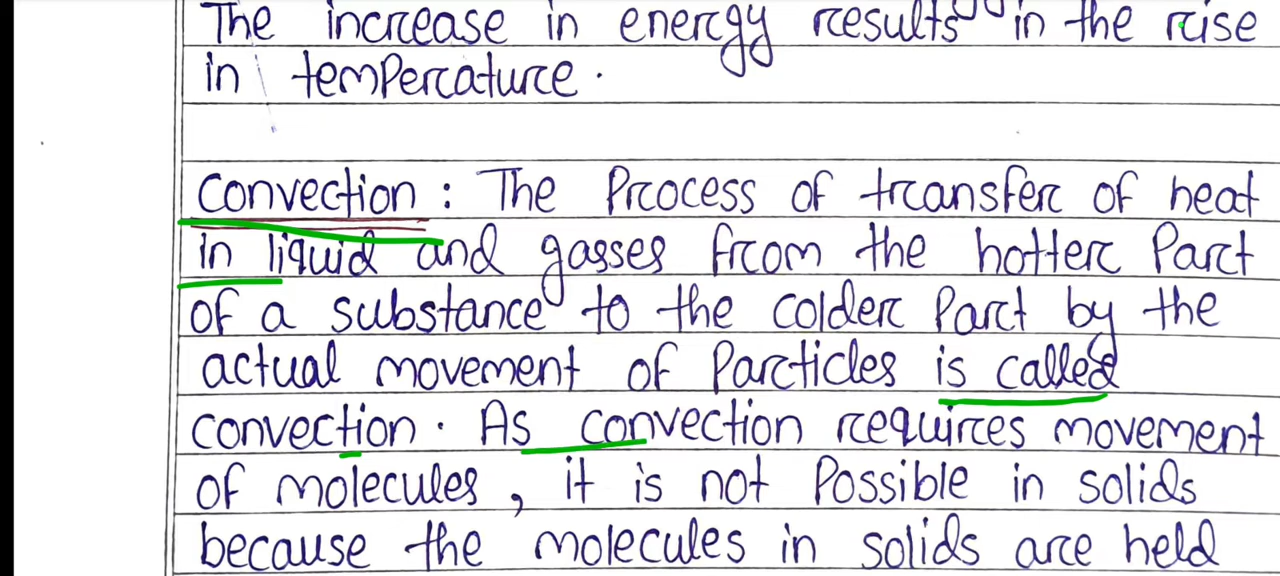 The increase in energy results in the raise
in temperature.
Convection : The Process of transfer of heat
in liquid and gasses from the hotter Part
of a substance to the colder Part by the
actual movement of Particles is called
convection. As convection requires movement
of molecules, it is not Possible in solids
because the molecules in solids are held